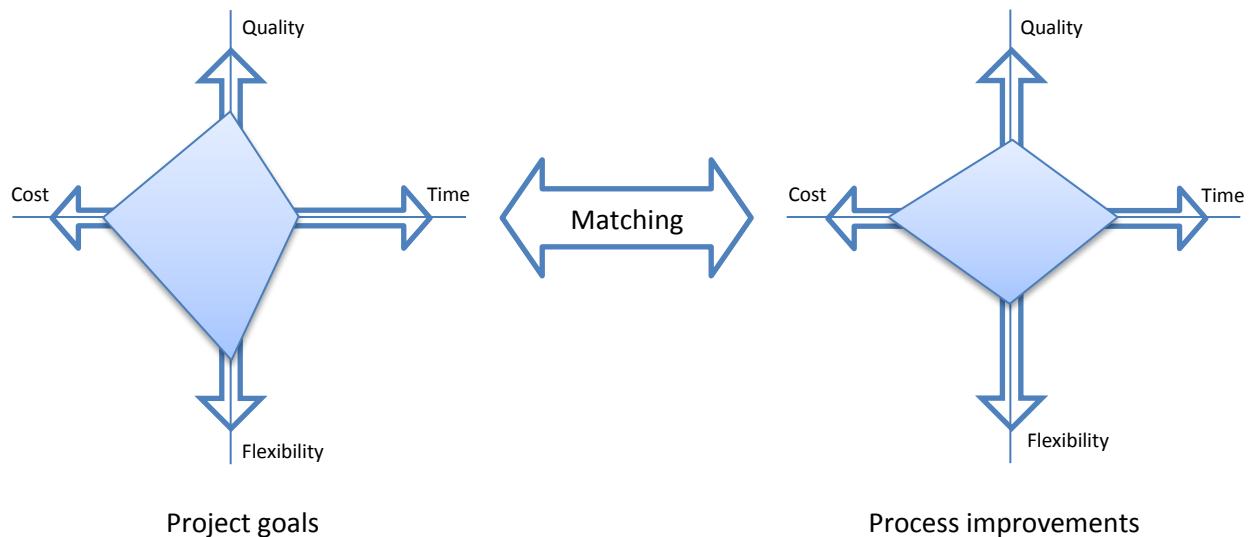 Quality
Cost
Time
Flexibility
Project goals
Matching
Quality
Cost
Time
Flexibility
Process improvements